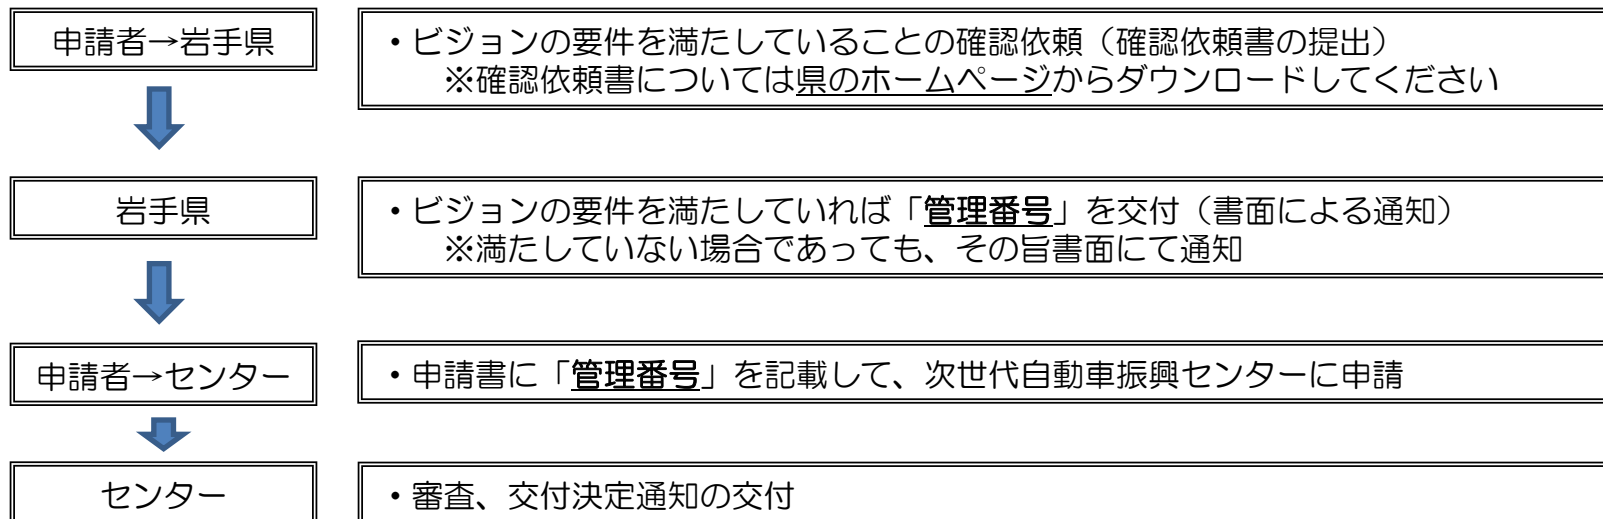 申請者→岩手県
・ビジョンの要件を満たしていることの確認依頼（確認依頼書の提出）
※確認依頼書については県のホームページからダウンロードしてください
岩手県
・ビジョンの要件を満たしていれば「管理番号」を交付（書面による通知）
※満たしていない場合であっても、その旨書面にて通知
申請者→センター
・申請書に「管理番号」を記載して、次世代自動車振興センターに申請
センター
・審査、交付決定通知の交付